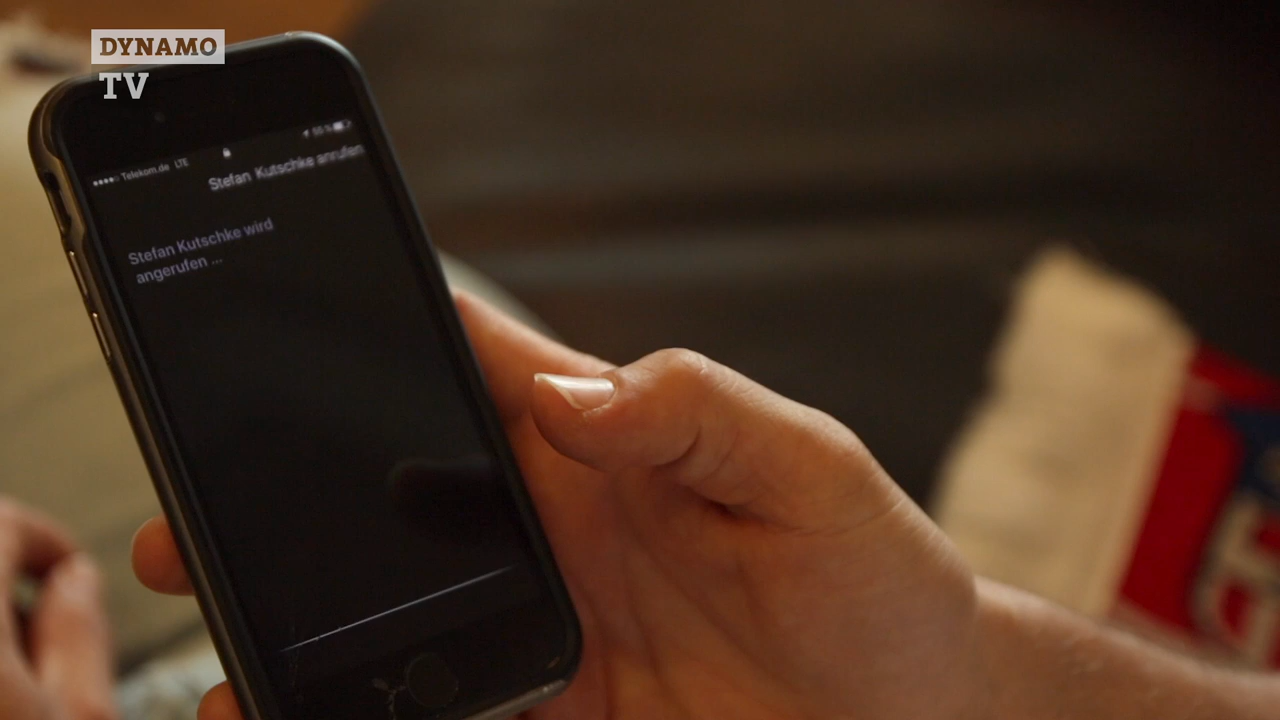 DYNAMO
TV
Telekom.de LTE
Stefan Kutschke anrufen
Stefan Kutschke wird
angerufen ...